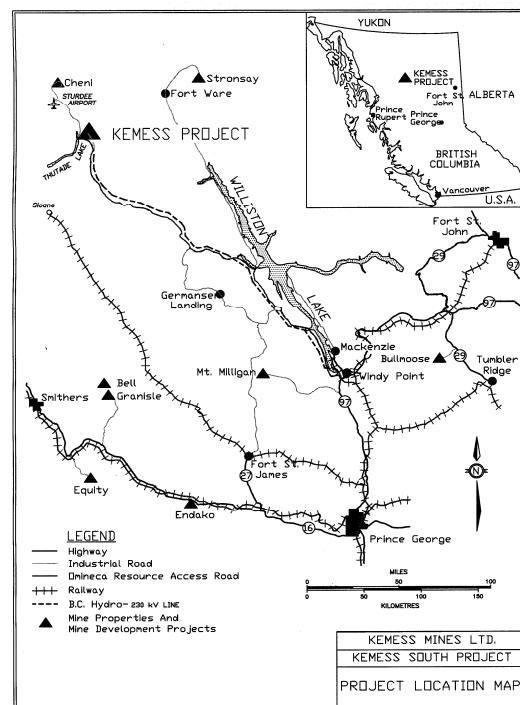 YUKON
KEMESS
PROJECT
Fort St.
John
ALBERTA
Prince
Rupert
Prince
George
BRITISH
COLUMBIA
Vancouver
U.S.A.
Cheni
STURDEE
AIRPORT
Stronsay
Fort Ware
KEMESS PROJECT
THUTADE LAKE
WILLISTON
LAKE
Sloane
Fort St.
John
29
97
97
Germansen
Landing
Mackenzie
Bullmoose
29
Tumbler
Ridge
Mt. Milligan
Windy Point
97
Bell
Granisle
Smithers
Fort St.
James
27
N
Equity
Endako
16
Prince George
LEGEND
Highway
Industrial Road
Omineca Resource Access Road
Railway
B.C. Hydro-230 kV LINE
Mine Properties And
Mine Development Projects
MILES
0 50 100
0 50 100 160
KILOMETRES
KEMESS MINES LTD.
KEMESS SOUTH PROJECT
PROJECT LOCATION MAP